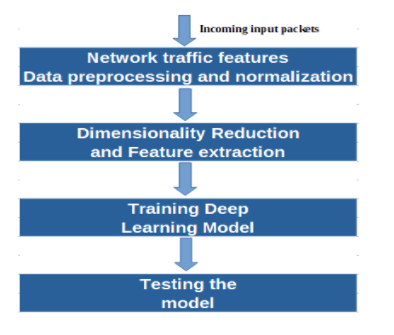 Incoming input packets
Network traffic features
Data preprocessing and normalization
Dimensionality Reduction
and Feature extraction
Training Deep
Learning Model
Testing the
model